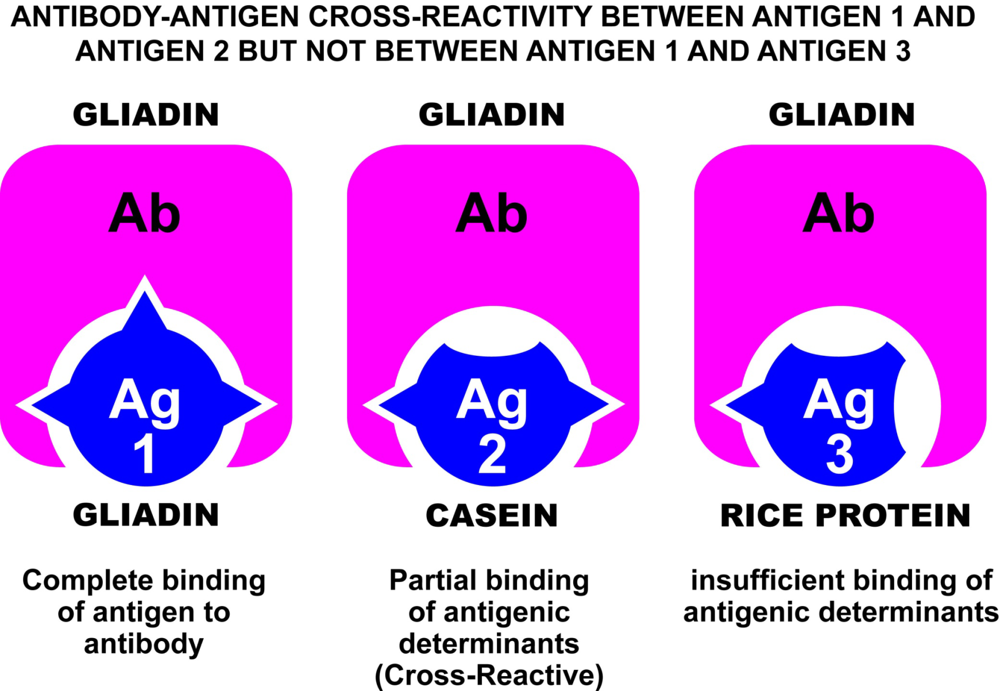 ANTIBODY-ANTIGEN CROSS-REACTIVITY BETWEEN ANTIGEN 1 AND
ANTIGEN 2 BUT NOT BETWEEN ANTIGEN 1 AND ANTIGEN 3
GLIADIN
Ab
Ag
1
GLIADIN
Complete binding
of antigen to
antibody
GLIADIN
Ab
Ag
2
CASEIN
Partial binding
of antigenic
determinants
(Cross-Reactive)
GLIADIN
Ab
Ag
3
RICE PROTEIN
insufficient binding of
antigenic determinants